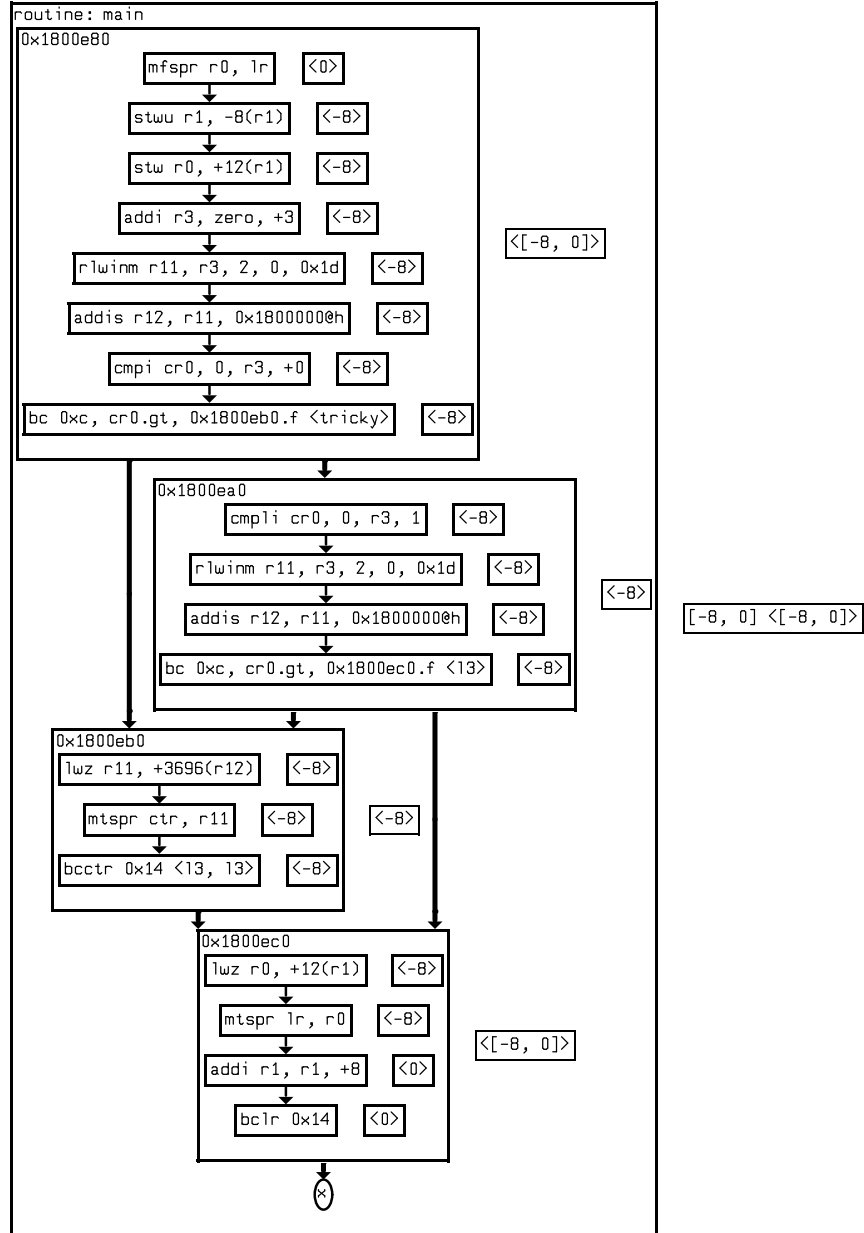 routine: main
0x1800e80
mfspr r0, lr <0>
stwu r1, -8(r1) <-8>
stw r0, +12(r1) <-8>
addi r3, zero, +3 <-8>
<[-8, 0]>
rlwinm r11, r3, 2, 0, 0x1d <-8>
addis r12, r11, 0x1800000@h <-8>
cmpi cr0, 0, r3, +0 <-8>
bc 0xc, cr0.gt, 0x1800eb0.f <tricky> <-8>
0x1800ea0
cmpli cr0, 0, r3, 1 <-8>
rlwinm r11, r3, 2, 0, 0x1d <-8>
<-8>
addis r12, r11, 0x1800000@h <-8>
[-8, 0] <[-8, 0]>
bc 0xc, cr0.gt, 0x1800ec0.f <l3> <-8>
0x1800eb0
lwz r11, +3696(r12) <-8>
mtspr ctr, r11 <-8>
<-8>
bcctr 0x14 <l3, l3> <-8>
0x1800ec0
lwz r0, +12(r1) <-8>
mtspr lr, r0 <-8>
<[-8, 0]>
addi r1, r1, +8 <0>
bclr 0x14 <0>
x